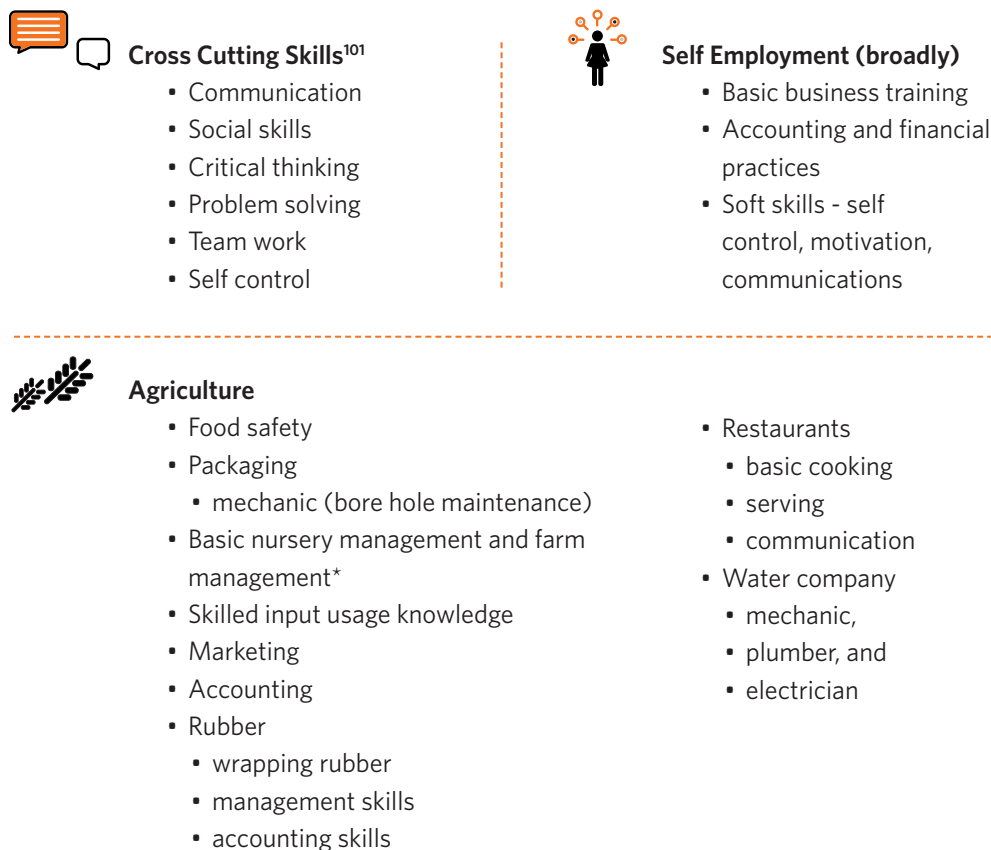 Cross Cutting Skills¹⁰¹
• Communication
• Social skills
• Critical thinking
• Problem solving
• Team work
• Self control
Self Employment (broadly)
• Basic business training
• Accounting and financial
practices
• Soft skills - self
control, motivation,
communications
Agriculture
• Food safety
• Packaging
• mechanic (bore hole maintenance)
• Basic nursery management and farm
management*
• Skilled input usage knowledge
• Marketing
• Accounting
• Rubber
• wrapping rubber
• management skills
• accounting skills
• Restaurants
• basic cooking
• serving
• communication
• Water company
• mechanic,
• plumber, and
• electrician